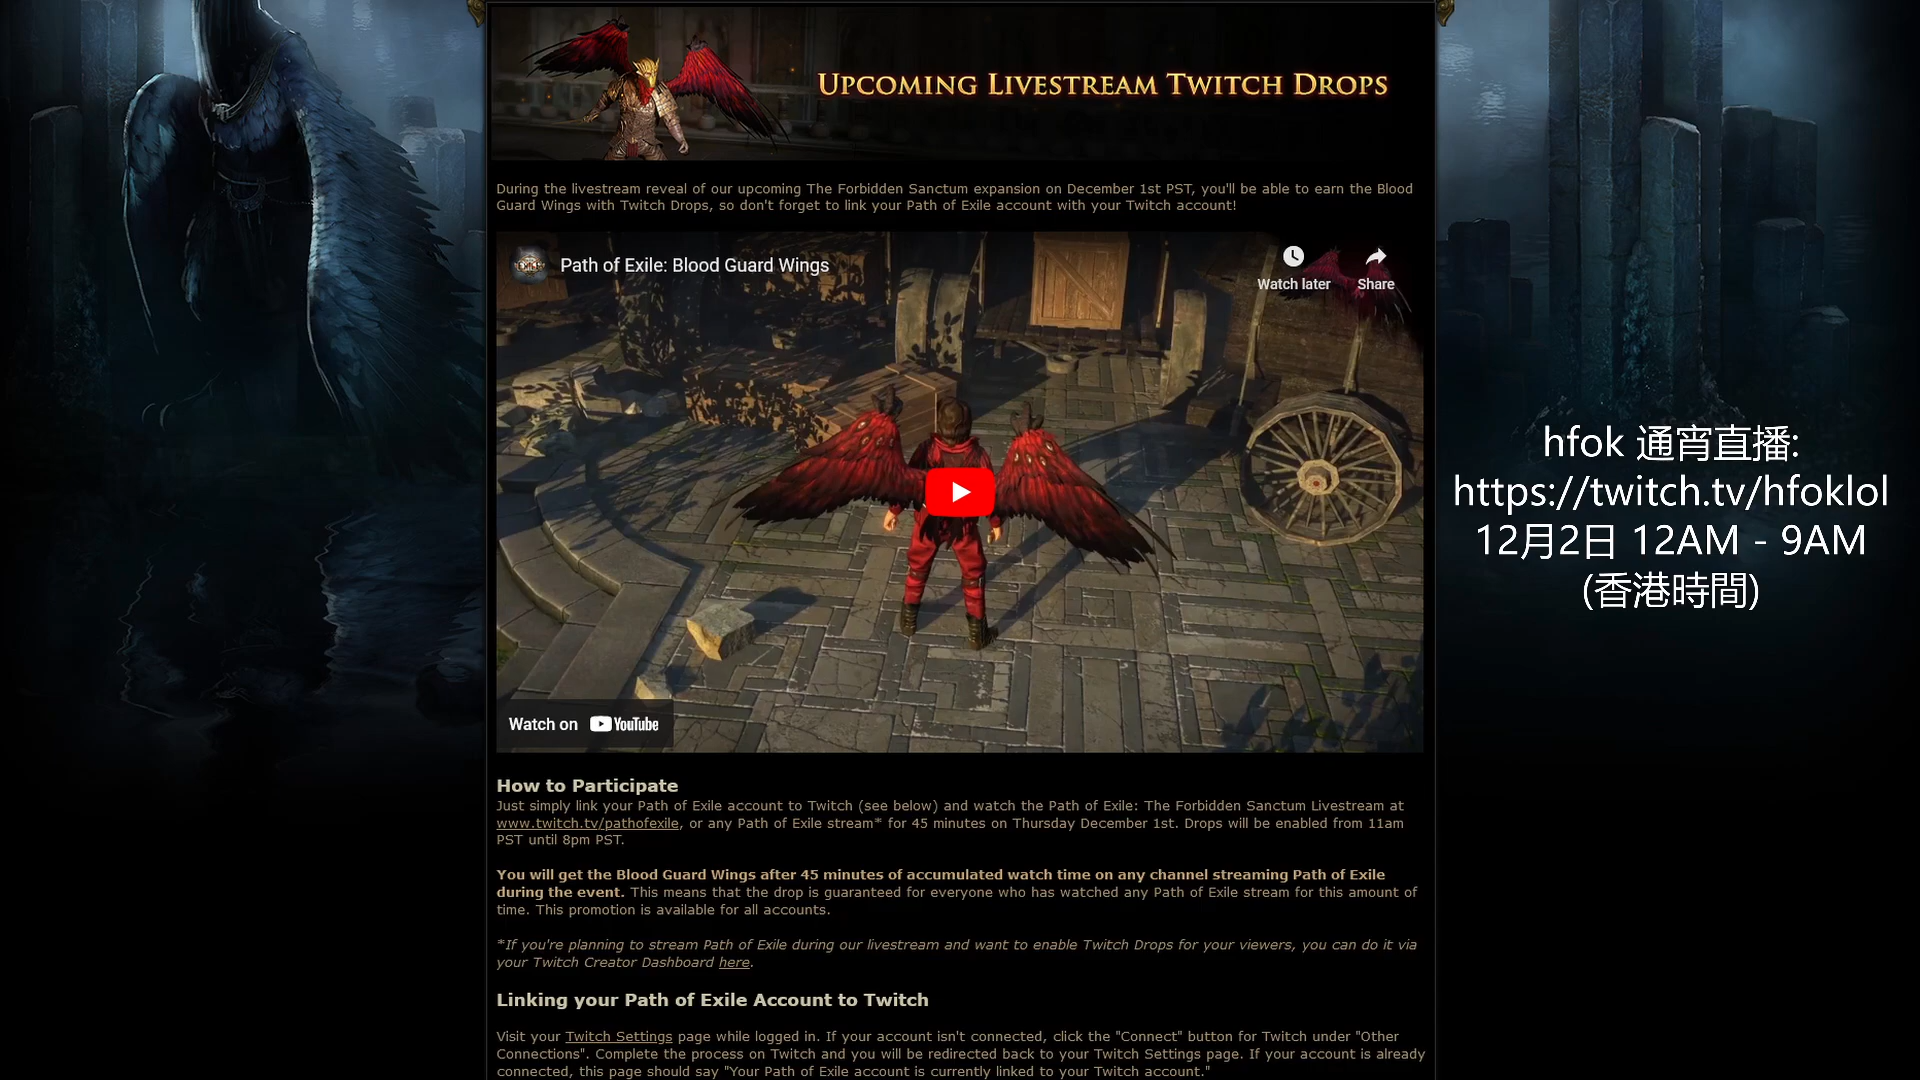 UPCOMING LIVESTREAM TWITCH DROPS
During the livestream reveal of our upcoming The Forbidden Sanctum expansion on December 1st PST, you'll be able to earn the Blood
Guard Wings with Twitch Drops, so don't forget to link your Path of Exile account with your Twitch account!
Path of Exile: Blood Guard Wings
Watch later
Share
Watch on YouTube
How to Participate
Just simply link your Path of Exile account to Twitch (see below) and watch the Path of Exile: The Forbidden Sanctum Livestream at
www.twitch.tv/pathofexile, or any Path of Exile stream* for 45 minutes on Thursday December 1st. Drops will be enabled from 11am
PST until 8pm PST.
You will get the Blood Guard Wings after 45 minutes of accumulated watch time on any channel streaming Path of Exile
during the event. This means that the drop is guaranteed for everyone who has watched any Path of Exile stream for this amount of
time. This promotion is available for all accounts.
*If you're planning to stream Path of Exile during our livestream and want to enable Twitch Drops for your viewers, you can do it via
your Twitch Creator Dashboard here.
Linking your Path of Exile Account to Twitch
Visit your Twitch Settings page while logged in. If your account isn't connected, click the "Connect" button for Twitch under "Other
Connections". Complete the process on Twitch and you will be redirected back to your Twitch Settings page. If your account is already
connected, this page should say "Your Path of Exile account is currently linked to your Twitch account."
hfok 通宵直播:
https://twitch.tv/hfoklol
12月2日 12AM - 9AM
(香港時間)